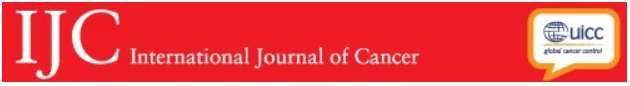 IJC International Journal of Cancer
uicc
global cancer control